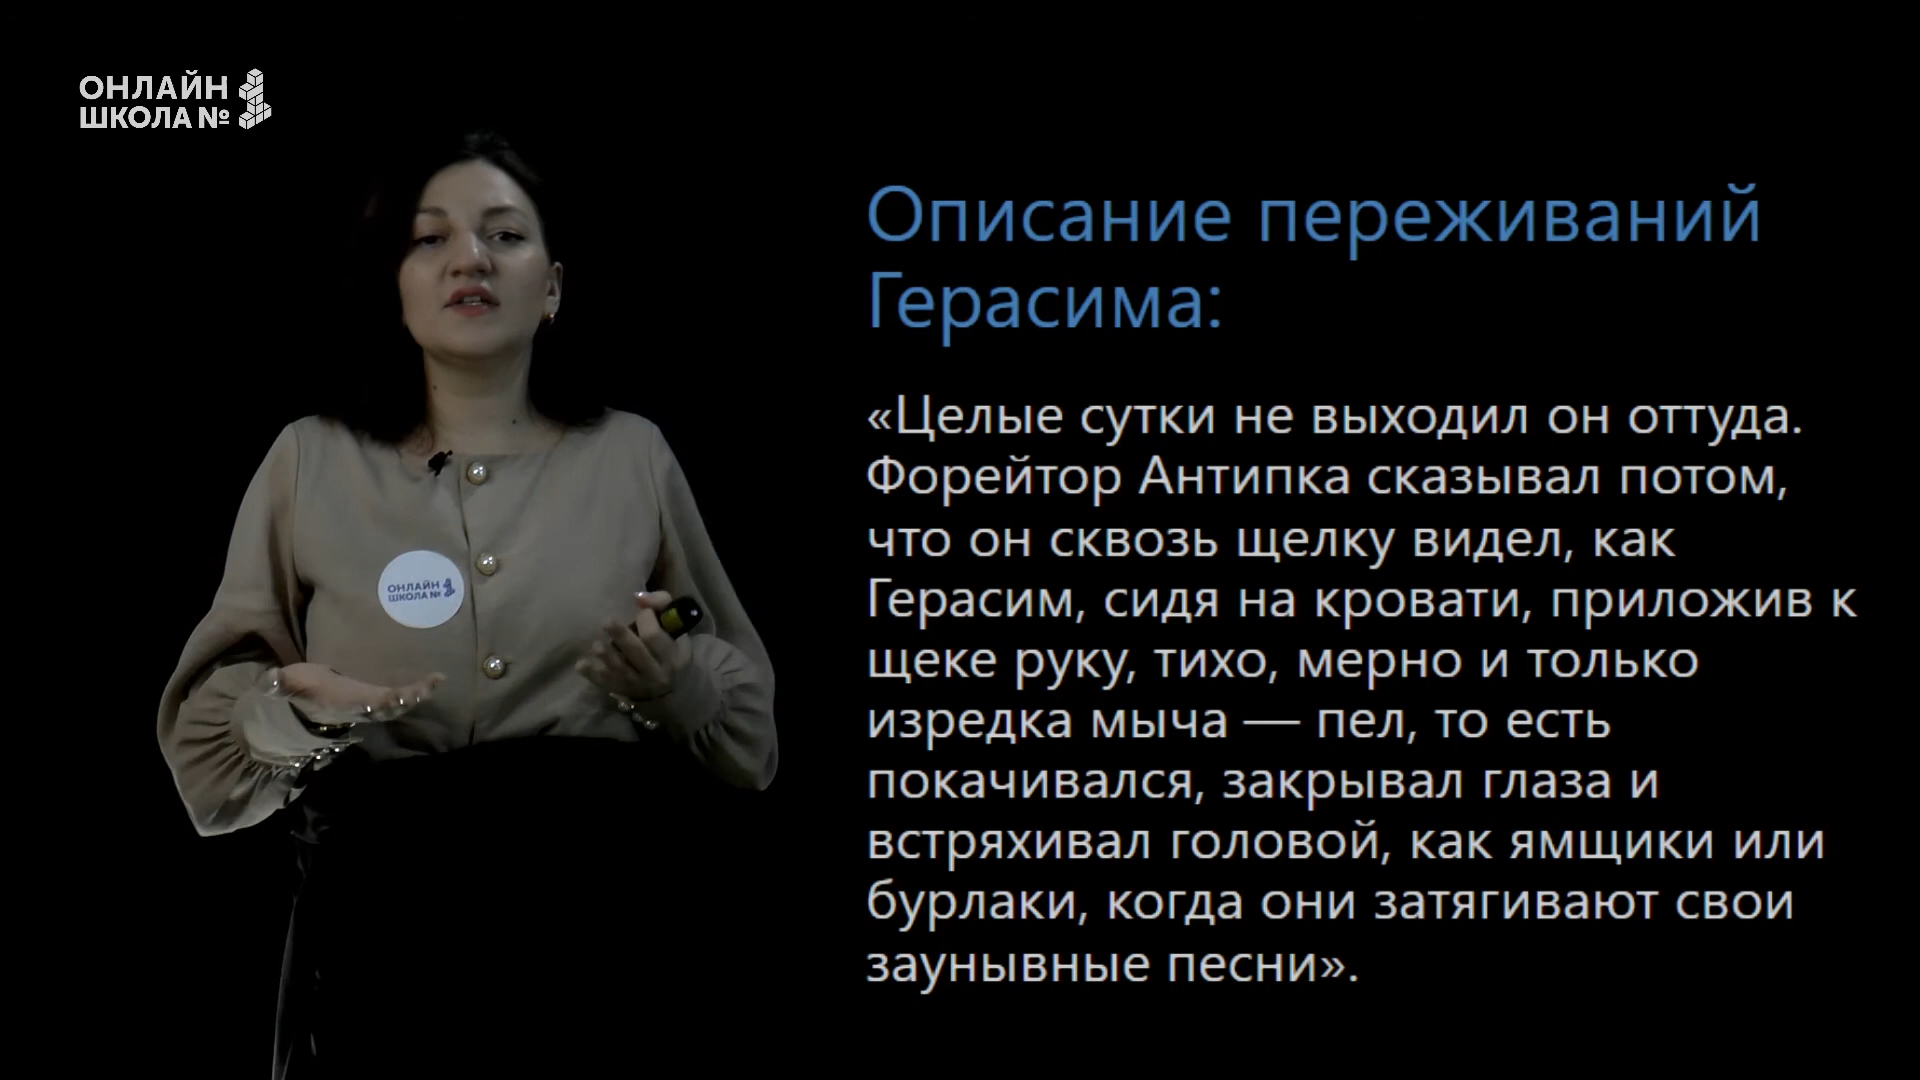 ОНЛАЙН
ШКОЛА №1
Описание переживаний
Герасима:
«Целые сутки не выходил он оттуда.
Форейтор Антипка сказывал потом,
что он сквозь щелку видел, как
Герасим, сидя на кровати, приложив к
щеке руку, тихо, мерно и только
изредка мыча — пел, то есть
покачивался, закрывал глаза и
встряхивал головой, как ямщики или
бурлаки, когда они затягивают свои
заунывные песни».
ОНЛАЙН
ШКОЛА №1